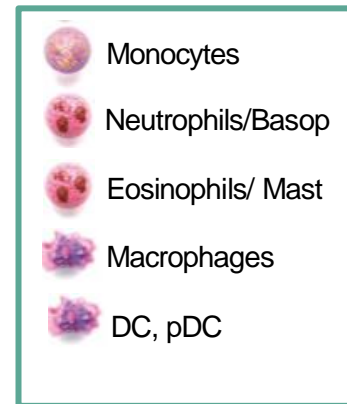 Monocytes
Neutrophils/Basop
Eosinophils/ Mast
Macrophages
DC, pDC